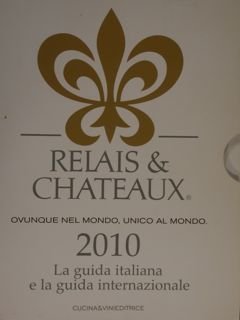 RELAIS &
CHATEAUX®
OVUNQUE NEL MONDO, UNICO AL MONDO.
2010
La guida italiana
e la guida internazionale
CUCINA&VINIEDITRICE